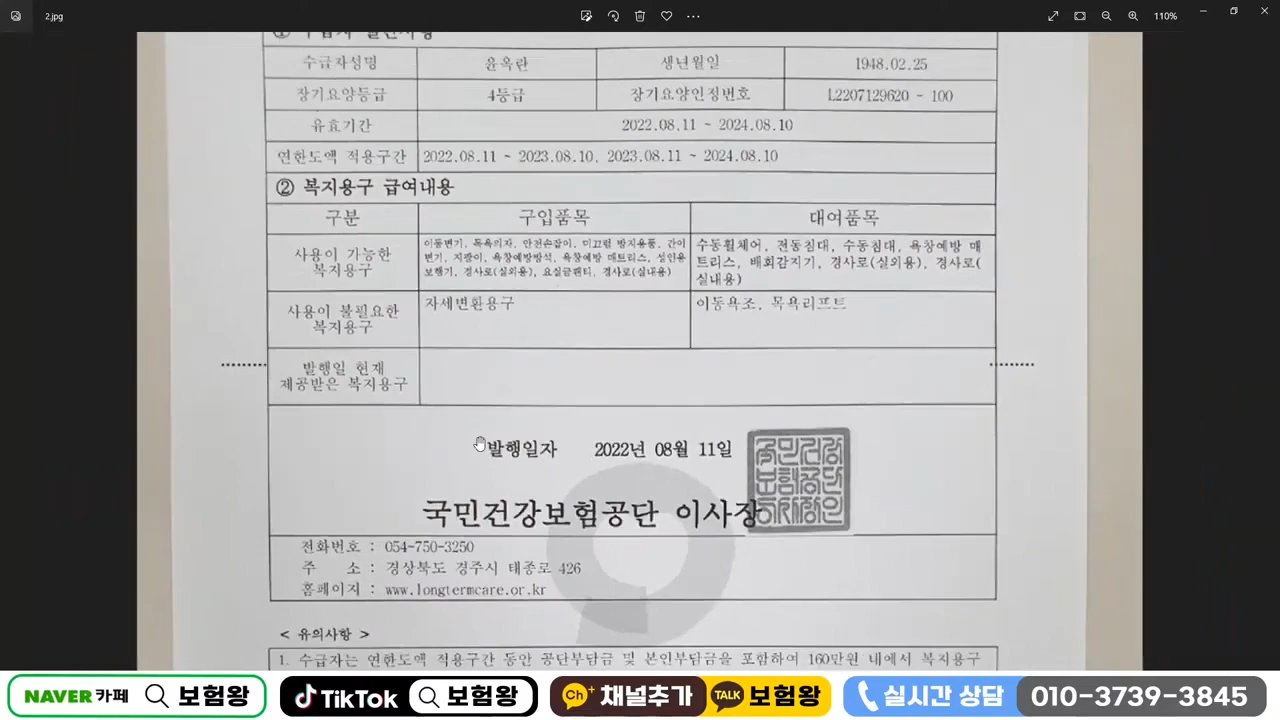 2.jpg
110%
① 수급자 일반사항
수급자성명 윤옥란 생년월일 1948.02.25
장기요양등급 4등급 장기요양인정번호 L2207129620 - 100
유효기간 2022.08.11 ~ 2024.08.10
연한도액 적용구간 2022.08.11 ~ 2023.08.10, 2023.08.11 ~ 2024.08.10
② 복지용구 급여내용
구분 구입품목 대여품목
사용이 가능한
복지용구
이동변기, 목욕의자, 안전손잡이, 미끄럼 방지용품, 간이
변기, 지팡이, 욕창예방방석, 욕창예방 매트리스, 성인용
보행기, 경사로(실외용), 요실금팬티, 경사로(실내용)
수동휠체어, 전동침대, 수동침대, 욕창예방 매
트리스, 배회감지기, 경사로(실외용), 경사로(
실내용)
사용이 불필요한
복지용구
자세변환용구
이동욕조, 목욕리프트
발행일 현재
제공받은 복지용구
발행일자 2022년 08월 11일
국민건강보험공단 이사장
전화번호 : 054-750-3250
주 소 : 경상북도 경주시 태종로 426
홈페이지 : www.longtermcare.or.kr
< 유의사항 >
1. 수급자는 연한도액 적용구간 동안 공단부담금 및 본인부담금을 포함하여 160만원 내에서 복지용구
NAVER 카페 보험왕
TikTok 보험왕
Ch+ 채널추가 TALK 보험왕
실시간 상담 010-3739-3845